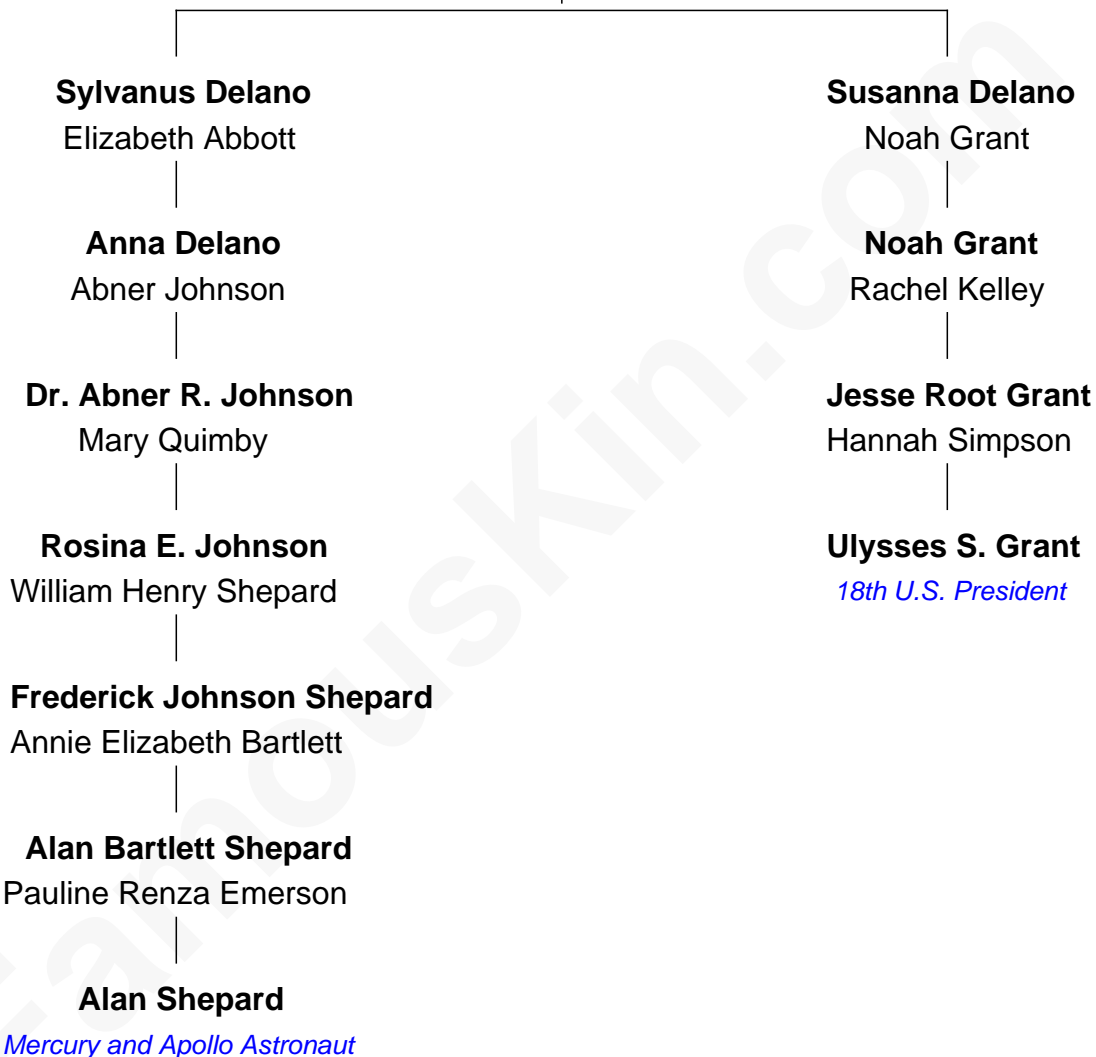 Sylvanus Delano
Elizabeth Abbott
Susanna Delano
Noah Grant
Anna Delano
Abner Johnson
Noah Grant
Rachel Kelley
Dr. Abner R. Johnson
Mary Quimby
Jesse Root Grant
Hannah Simpson
Rosina E. Johnson
William Henry Shepard
Ulysses S. Grant
18th U.S. President
Frederick Johnson Shepard
Annie Elizabeth Bartlett
Alan Bartlett Shepard
Pauline Renza Emerson
Alan Shepard
Mercury and Apollo Astronaut
FamousKin.com